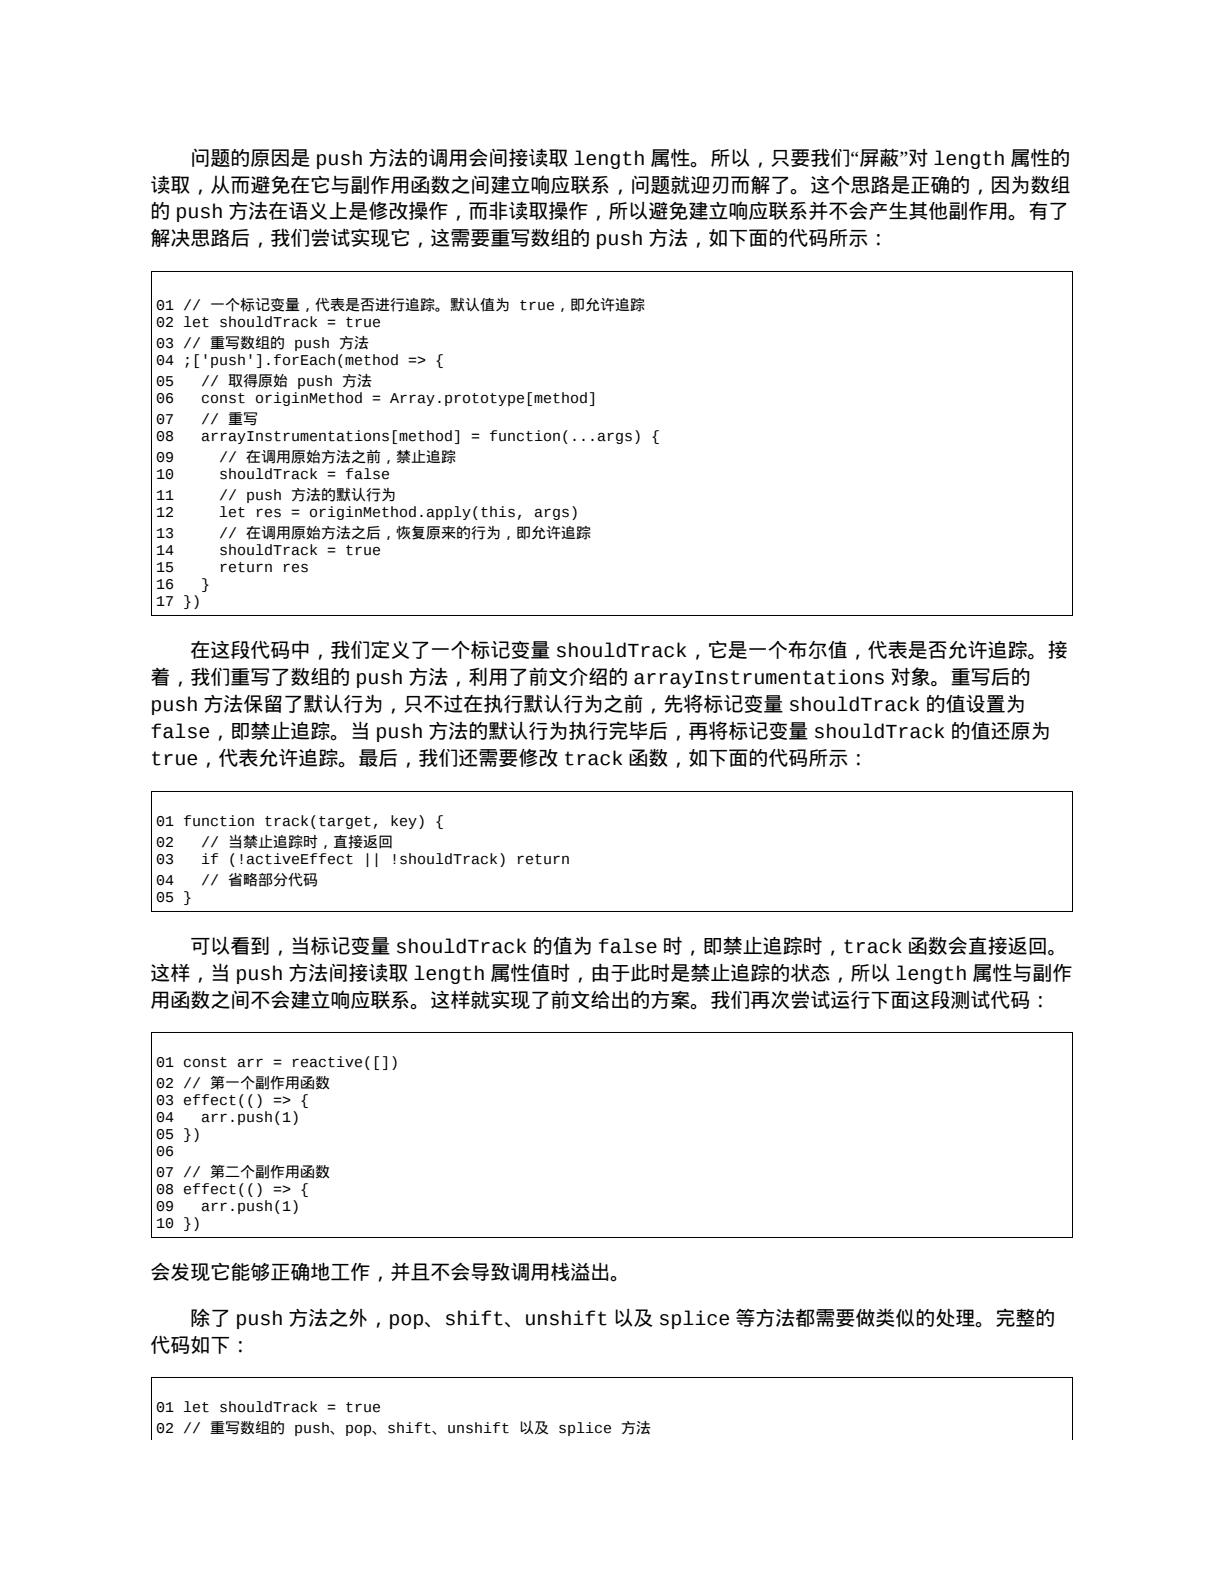 问题的原因是 push 方法的调用会间接读取 length 属性。所以，只要我们“屏蔽”对 length 属性的
读取，从而避免在它与副作用函数之间建立响应联系，问题就迎刃而解了。这个思路是正确的，因为数组
的 push 方法在语义上是修改操作，而非读取操作，所以避免建立响应联系并不会产生其他副作用。有了
解决思路后，我们尝试实现它，这需要重写数组的 push 方法，如下面的代码所示：
01 // 一个标记变量，代表是否进行追踪。默认值为 true，即允许追踪
02 let shouldTrack = true
03 // 重写数组的 push 方法
04 ;['push'].forEach(method => {
05   // 取得原始 push 方法
06   const originMethod = Array.prototype[method]
07   // 重写
08   arrayInstrumentations[method] = function(...args) {
09     // 在调用原始方法之前，禁止追踪
10     shouldTrack = false
11     // push 方法的默认行为
12     let res = originMethod.apply(this, args)
13     // 在调用原始方法之后，恢复原来的行为，即允许追踪
14     shouldTrack = true
15     return res
16   }
17 })
在这段代码中，我们定义了一个标记变量 shouldTrack，它是一个布尔值，代表是否允许追踪。接
着，我们重写了数组的 push 方法，利用了前文介绍的 arrayInstrumentations 对象。重写后的
push 方法保留了默认行为，只不过在执行默认行为之前，先将标记变量 shouldTrack 的值设置为
false，即禁止追踪。当 push 方法的默认行为执行完毕后，再将标记变量 shouldTrack 的值还原为
true，代表允许追踪。最后，我们还需要修改 track 函数，如下面的代码所示：
01 function track(target, key) {
02   // 当禁止追踪时，直接返回
03   if (!activeEffect || !shouldTrack) return
04   // 省略部分代码
05 }
可以看到，当标记变量 shouldTrack 的值为 false 时，即禁止追踪时，track 函数会直接返回。
这样，当 push 方法间接读取 length 属性值时，由于此时是禁止追踪的状态，所以 length 属性与副作
用函数之间不会建立响应联系。这样就实现了前文给出的方案。我们再次尝试运行下面这段测试代码：
01 const arr = reactive([])
02 // 第一个副作用函数
03 effect(() => {
04   arr.push(1)
05 })
06
07 // 第二个副作用函数
08 effect(() => {
09   arr.push(1)
10 })
会发现它能够正确地工作，并且不会导致调用栈溢出。
除了 push 方法之外，pop、shift、unshift 以及 splice 等方法都需要做类似的处理。完整的
代码如下：
01 let shouldTrack = true
02 // 重写数组的 push、pop、shift、unshift 以及 splice 方法